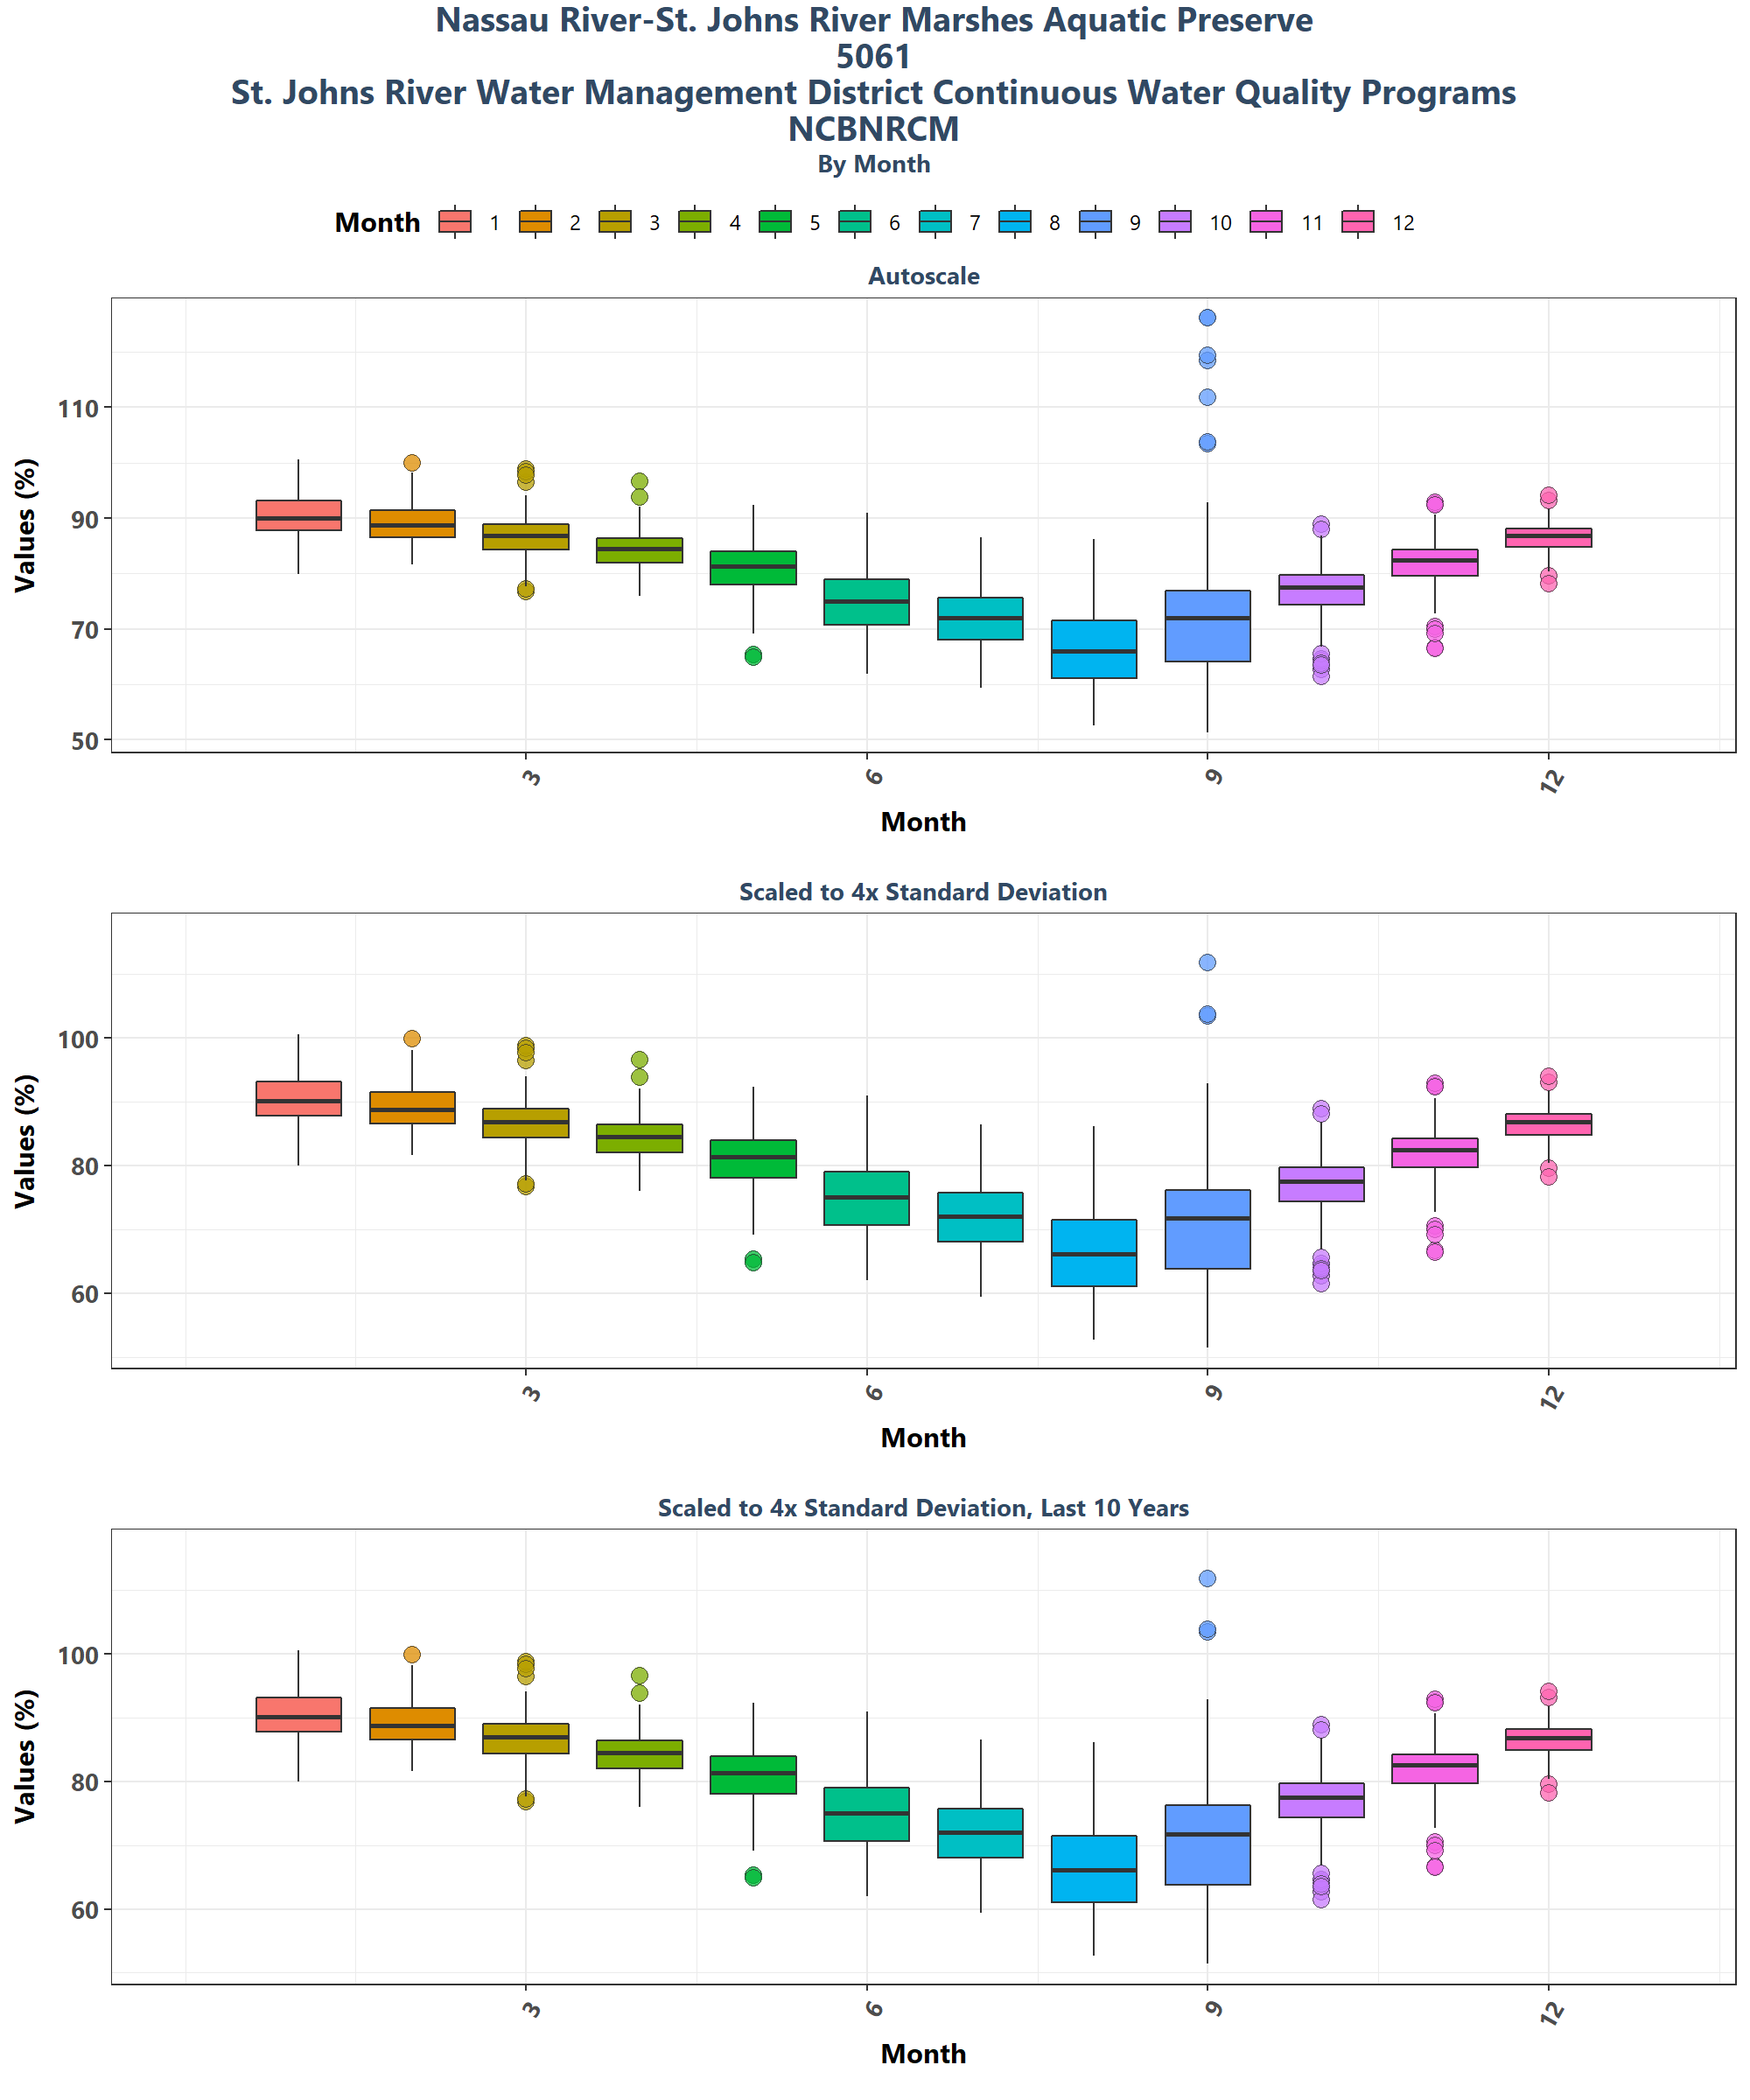 Nassau River-St. Johns River Marshes Aquatic Preserve
5061
St. Johns River Water Management District Continuous Water Quality Programs
NCBNRCM
By Month
Month 1 2 3 4 5 6 7 8 9 10 11 12
Autoscale
Values (%)
110
90
70
50
3 6 9 12
Month
Scaled to 4x Standard Deviation
Values (%)
100
80
60
3 6 9 12
Month
Scaled to 4x Standard Deviation, Last 10 Years
Values (%)
100
80
60
3 6 9 12
Month